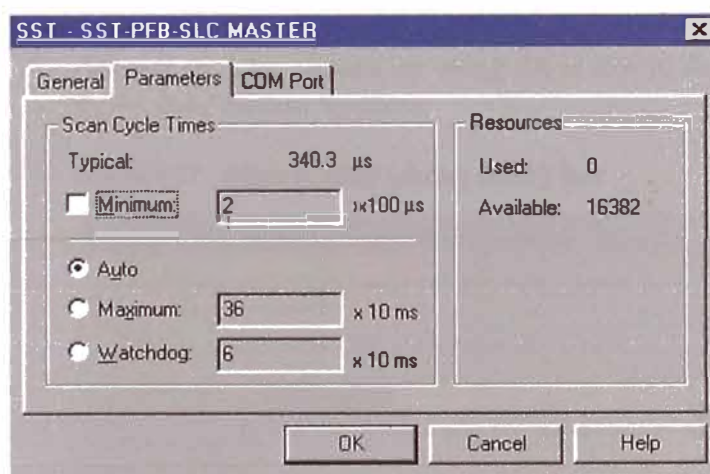 SST - SST-PFB-SLC MASTER
General Parameters COM Port
Scan Cycle Times
Typical: 340.3 µs
Minimum: 2 x100 µs
Auto
Maximum: 36 x 10 ms
Watchdog: 6 x 10 ms
Resources
Used: 0
Available: 16382
OK Cancel Help